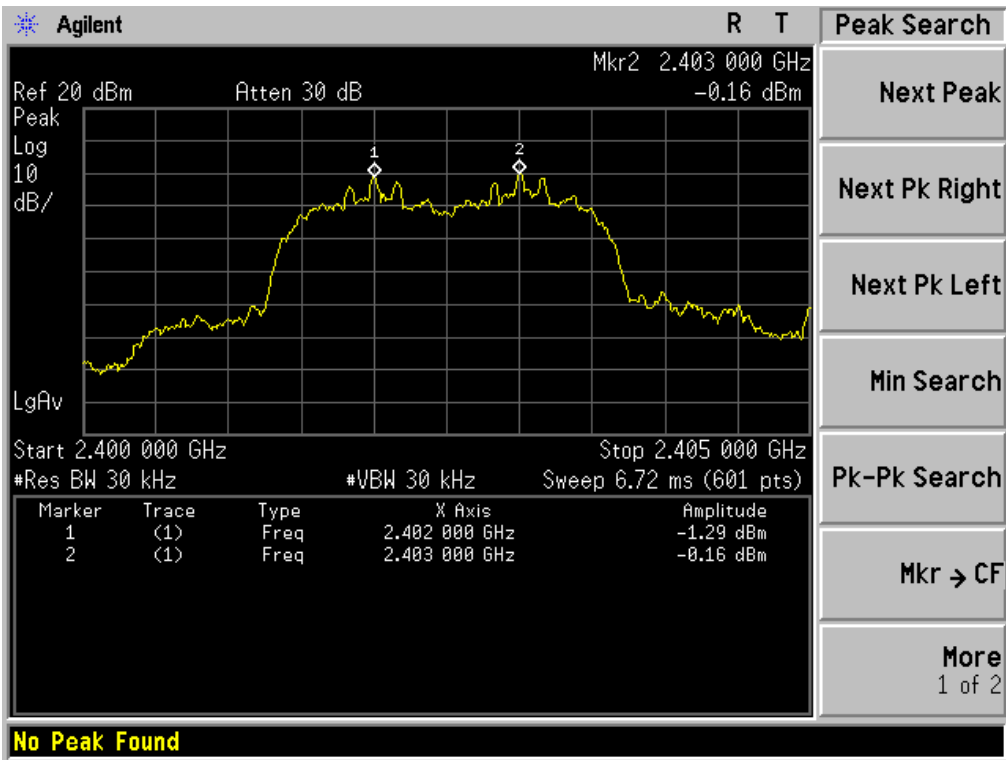 Agilent R T Peak Search
Mkr2 2.403 000 GHz
Ref 20 dBm Atten 30 dB -0.16 dBm
Peak
Log
10
dB/
1
2
LgAv
Start 2.400 000 GHz Stop 2.405 000 GHz
#Res BW 30 kHz #VBW 30 kHz Sweep 6.72 ms (601 pts)
Marker Trace Type X Axis Amplitude
1 (1) Freq 2.402 000 GHz -1.29 dBm
2 (1) Freq 2.403 000 GHz -0.16 dBm
No Peak Found
Next Peak
Next Pk Right
Next Pk Left
Min Search
Pk-Pk Search
Mkr → CF
More
1 of 2